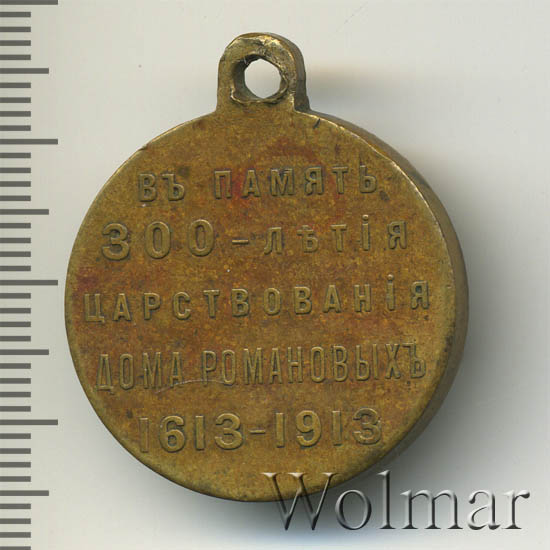 ВЪ ПАМЯТЬ
300-ЛѢТІЯ
ЦАРСТВОВАНІЯ
ДОМА РОМАНОВЫХЪ
1613-1913
Wolmar